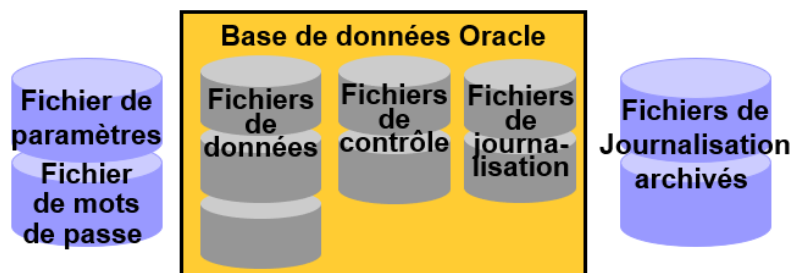 Base de données Oracle
Fichier de
paramètres
Fichier
de mots
de passe
Fichiers
de
données
Fichiers
de
contrôle
Fichiers
de
journa-
lisation
Fichiers de
Journalisation
archivés